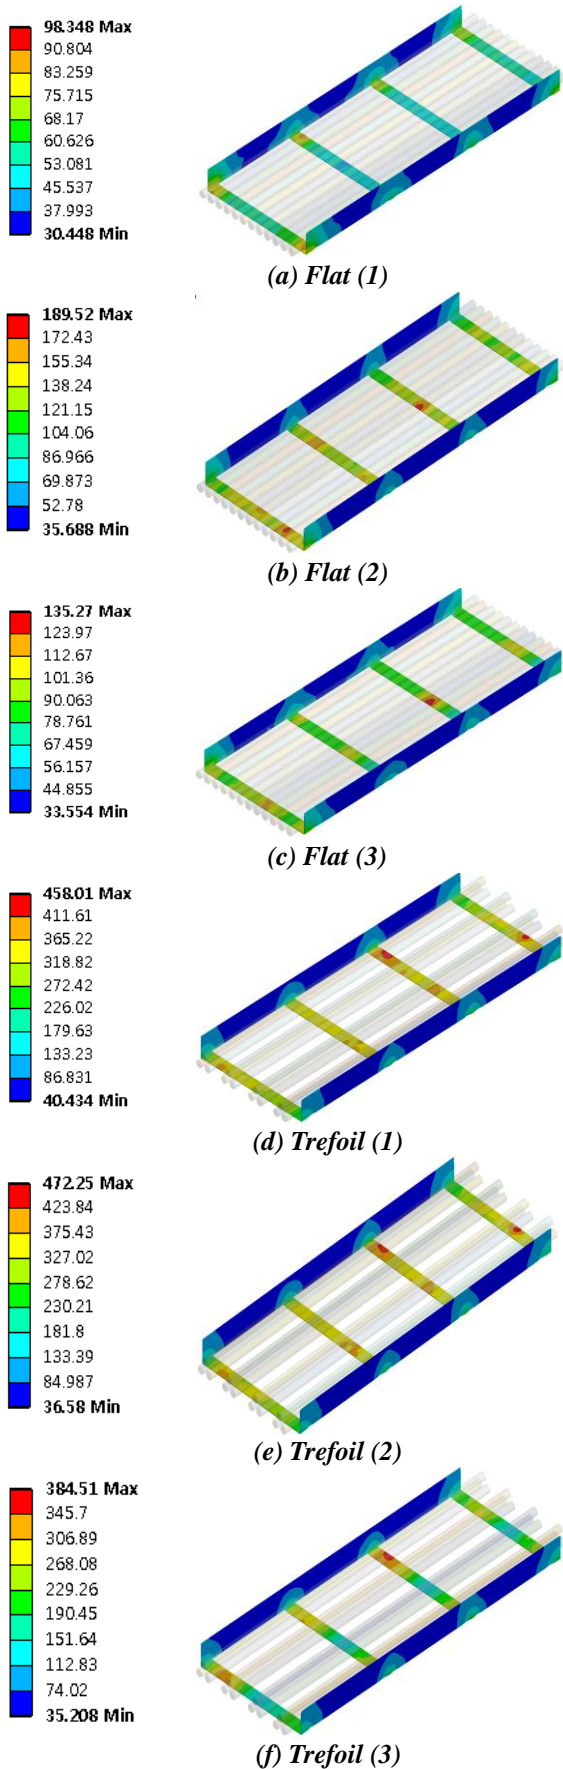 98.348 Max
90.804
83.259
75.715
68.17
60.626
53.081
45.537
37.993
30.448 Min
(a) Flat (1)
189.52 Max
172.43
155.34
138.24
121.15
104.06
86.966
69.873
52.78
35.688 Min
(b) Flat (2)
135.27 Max
123.97
112.67
101.36
90.063
78.761
67.459
56.157
44.855
33.554 Min
(c) Flat (3)
458.01 Max
411.61
365.22
318.82
272.42
226.02
179.63
133.23
86.831
40.434 Min
(d) Trefoil (1)
472.25 Max
423.84
375.43
327.02
278.62
230.21
181.8
133.39
84.987
36.58 Min
(e) Trefoil (2)
384.51 Max
345.7
306.89
268.08
229.26
190.45
151.64
112.83
74.02
35.208 Min
(f) Trefoil (3)